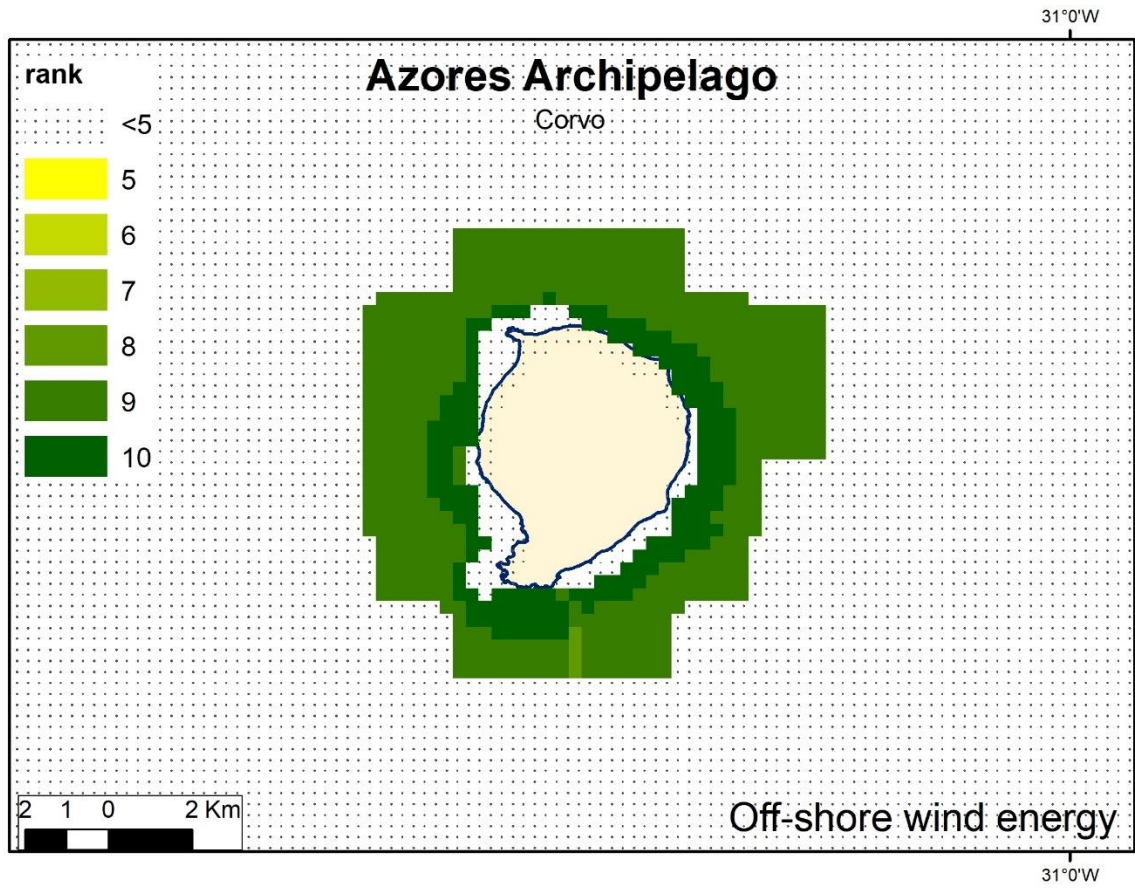 31°0'W
rank
Azores Archipelago
Corvo
<5
5
6
7
8
9
10
2 1 0 2 Km
Off-shore wind energy
31°0'W